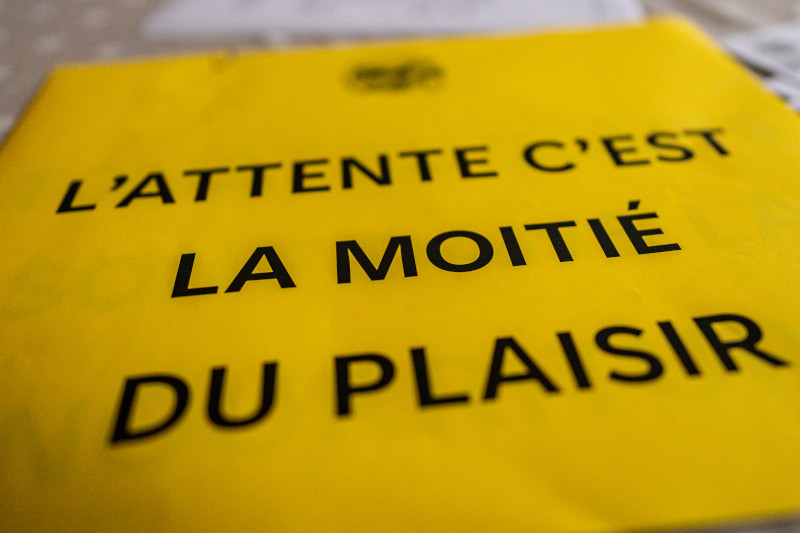 L'ATTENTE C'EST
LA MOITIÉ
DU PLAISIR